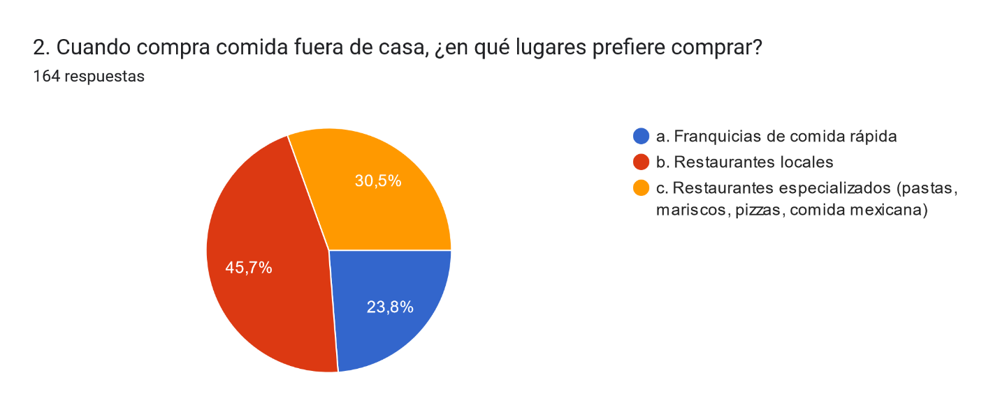 2. Cuando compra comida fuera de casa, ¿en qué lugares prefiere comprar?
164 respuestas
30,5%
45,7%
23,8%
a. Franquicias de comida rápida
b. Restaurantes locales
c. Restaurantes especializados (pastas,
mariscos, pizzas, comida mexicana)